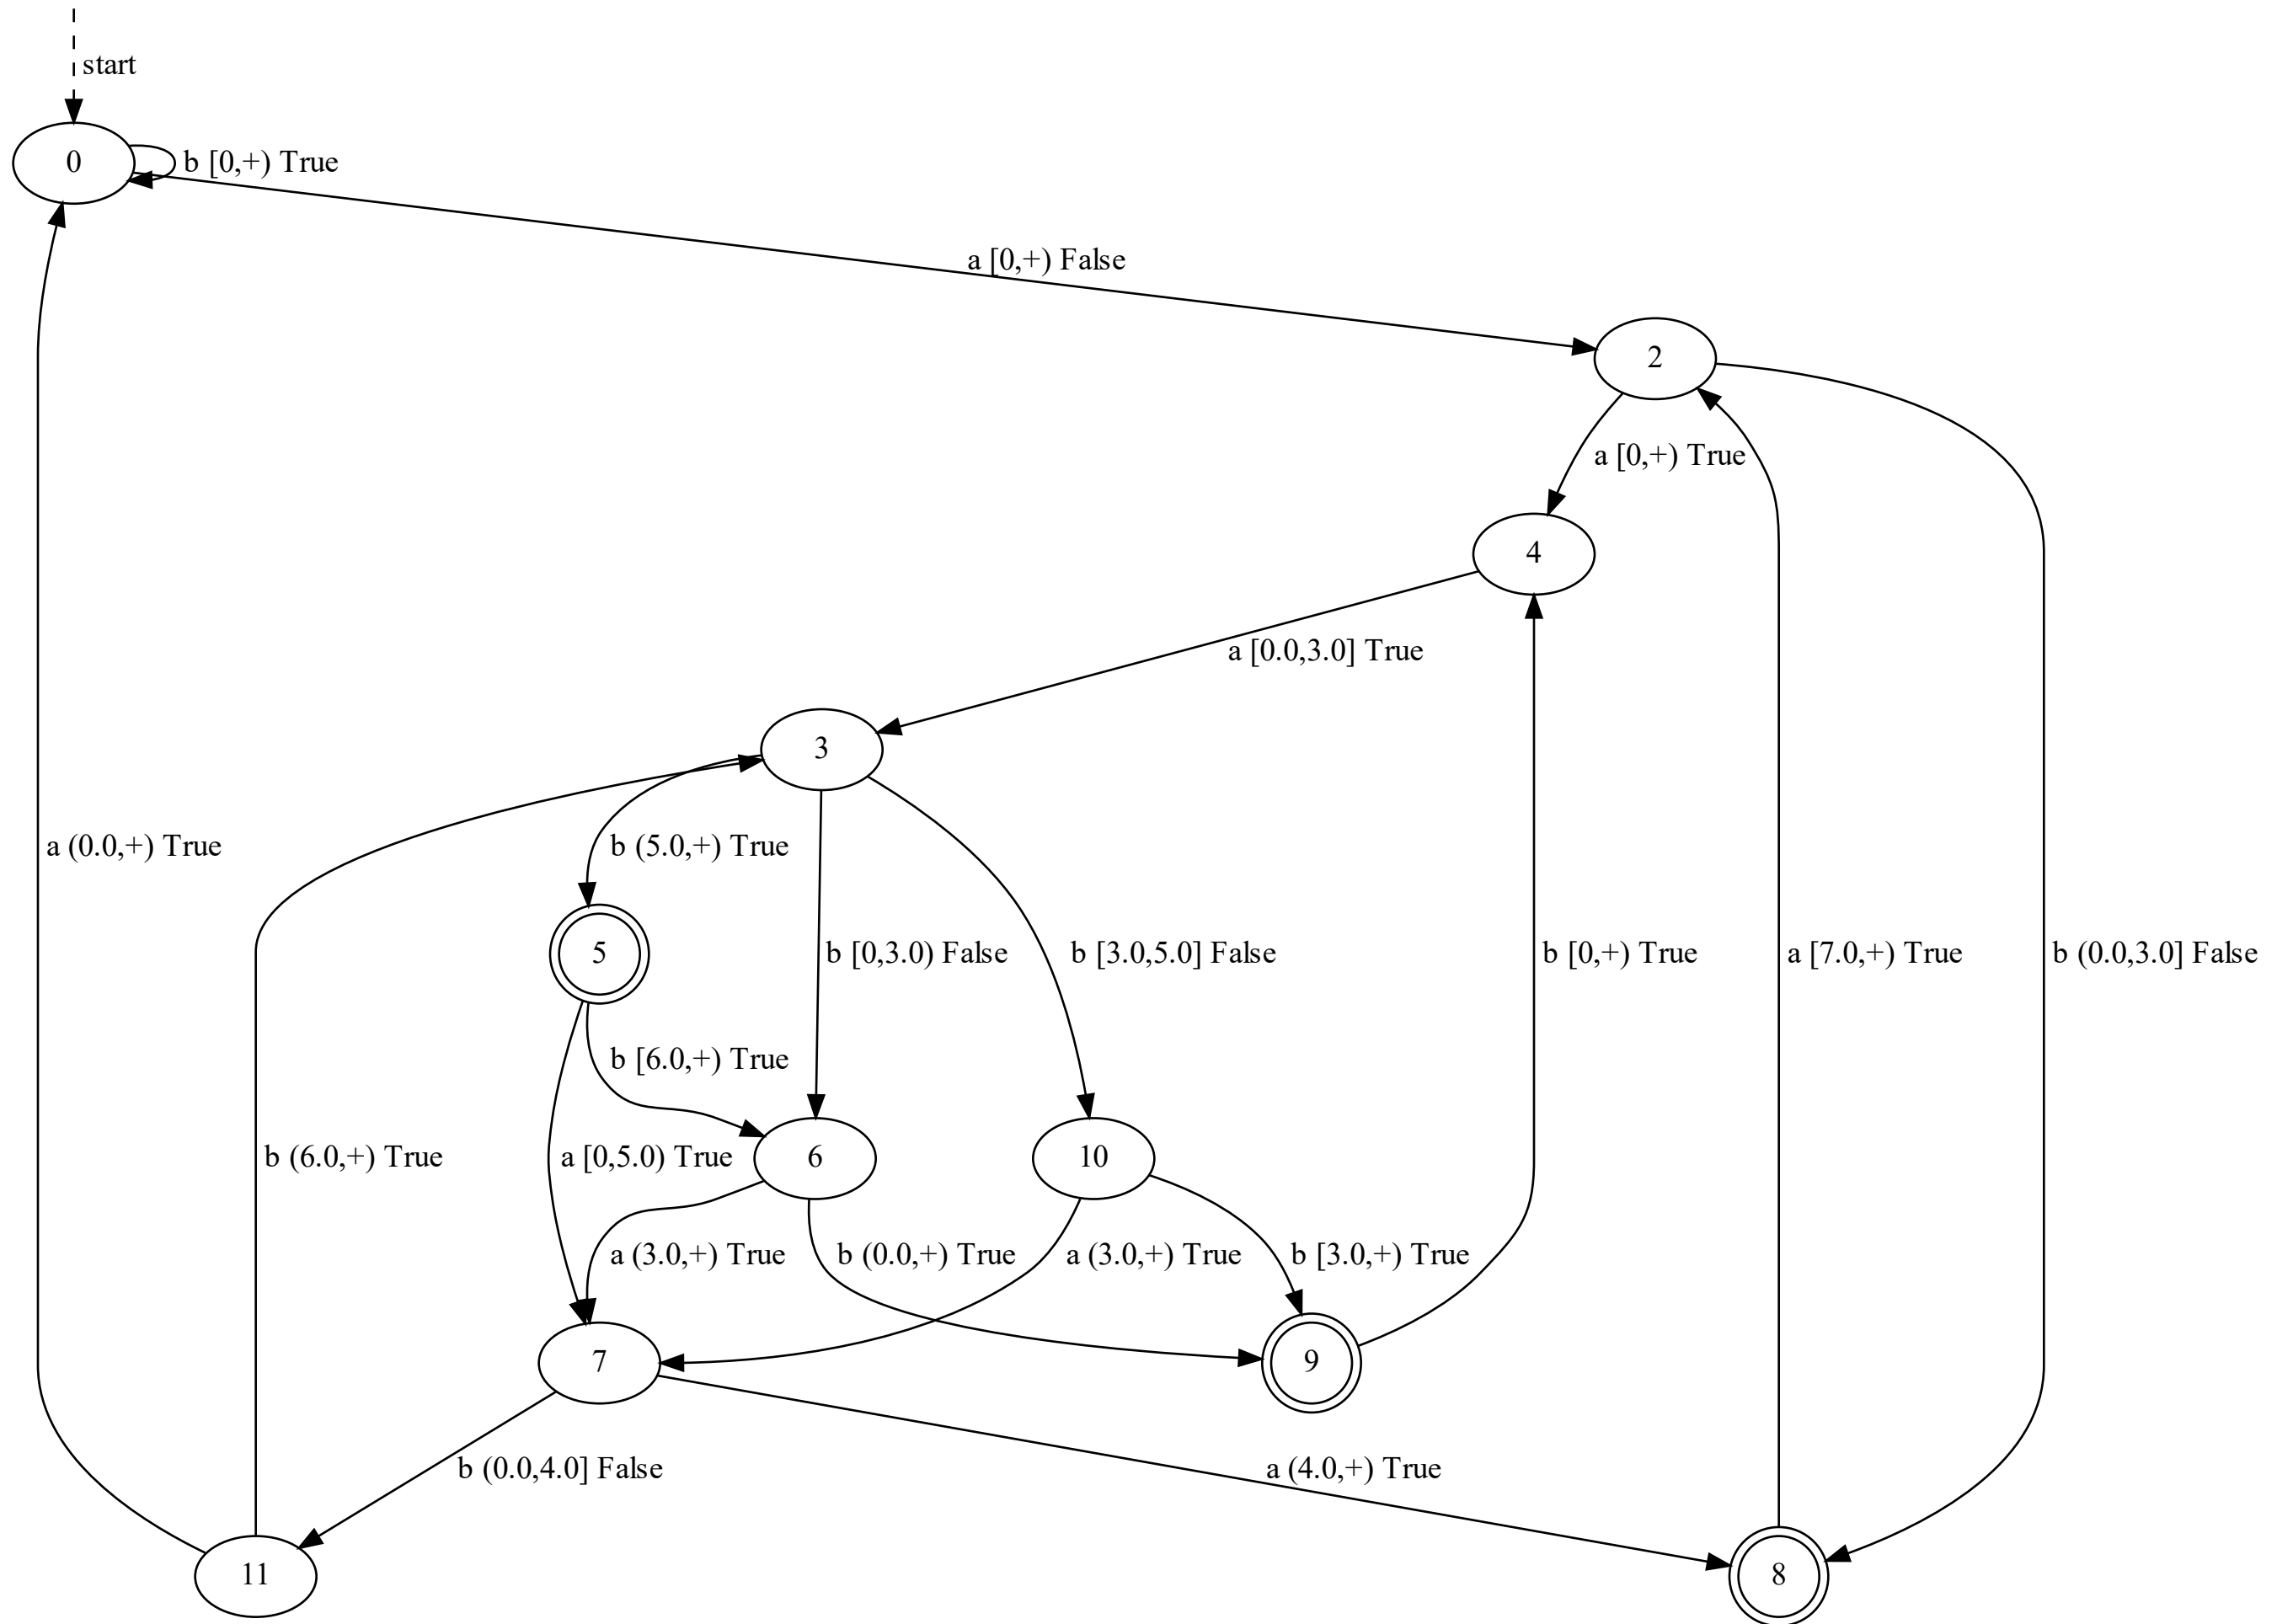 start
0
b [0,+) True
a [0,+) False
2
a [0,+) True
4
a [0.0,3.0] True
3
a (0.0,+) True
b (5.0,+) True
5
b [0,3.0) False
b [3.0,5.0] False
b [0,+) True
a [7.0,+) True
b (0.0,3.0] False
b [6.0,+) True
b (6.0,+) True
a [0,5.0) True
6
10
a (3.0,+) True
b (0.0,+) True
a (3.0,+) True
b [3.0,+) True
7
9
b (0.0,4.0] False
a (4.0,+) True
11
8